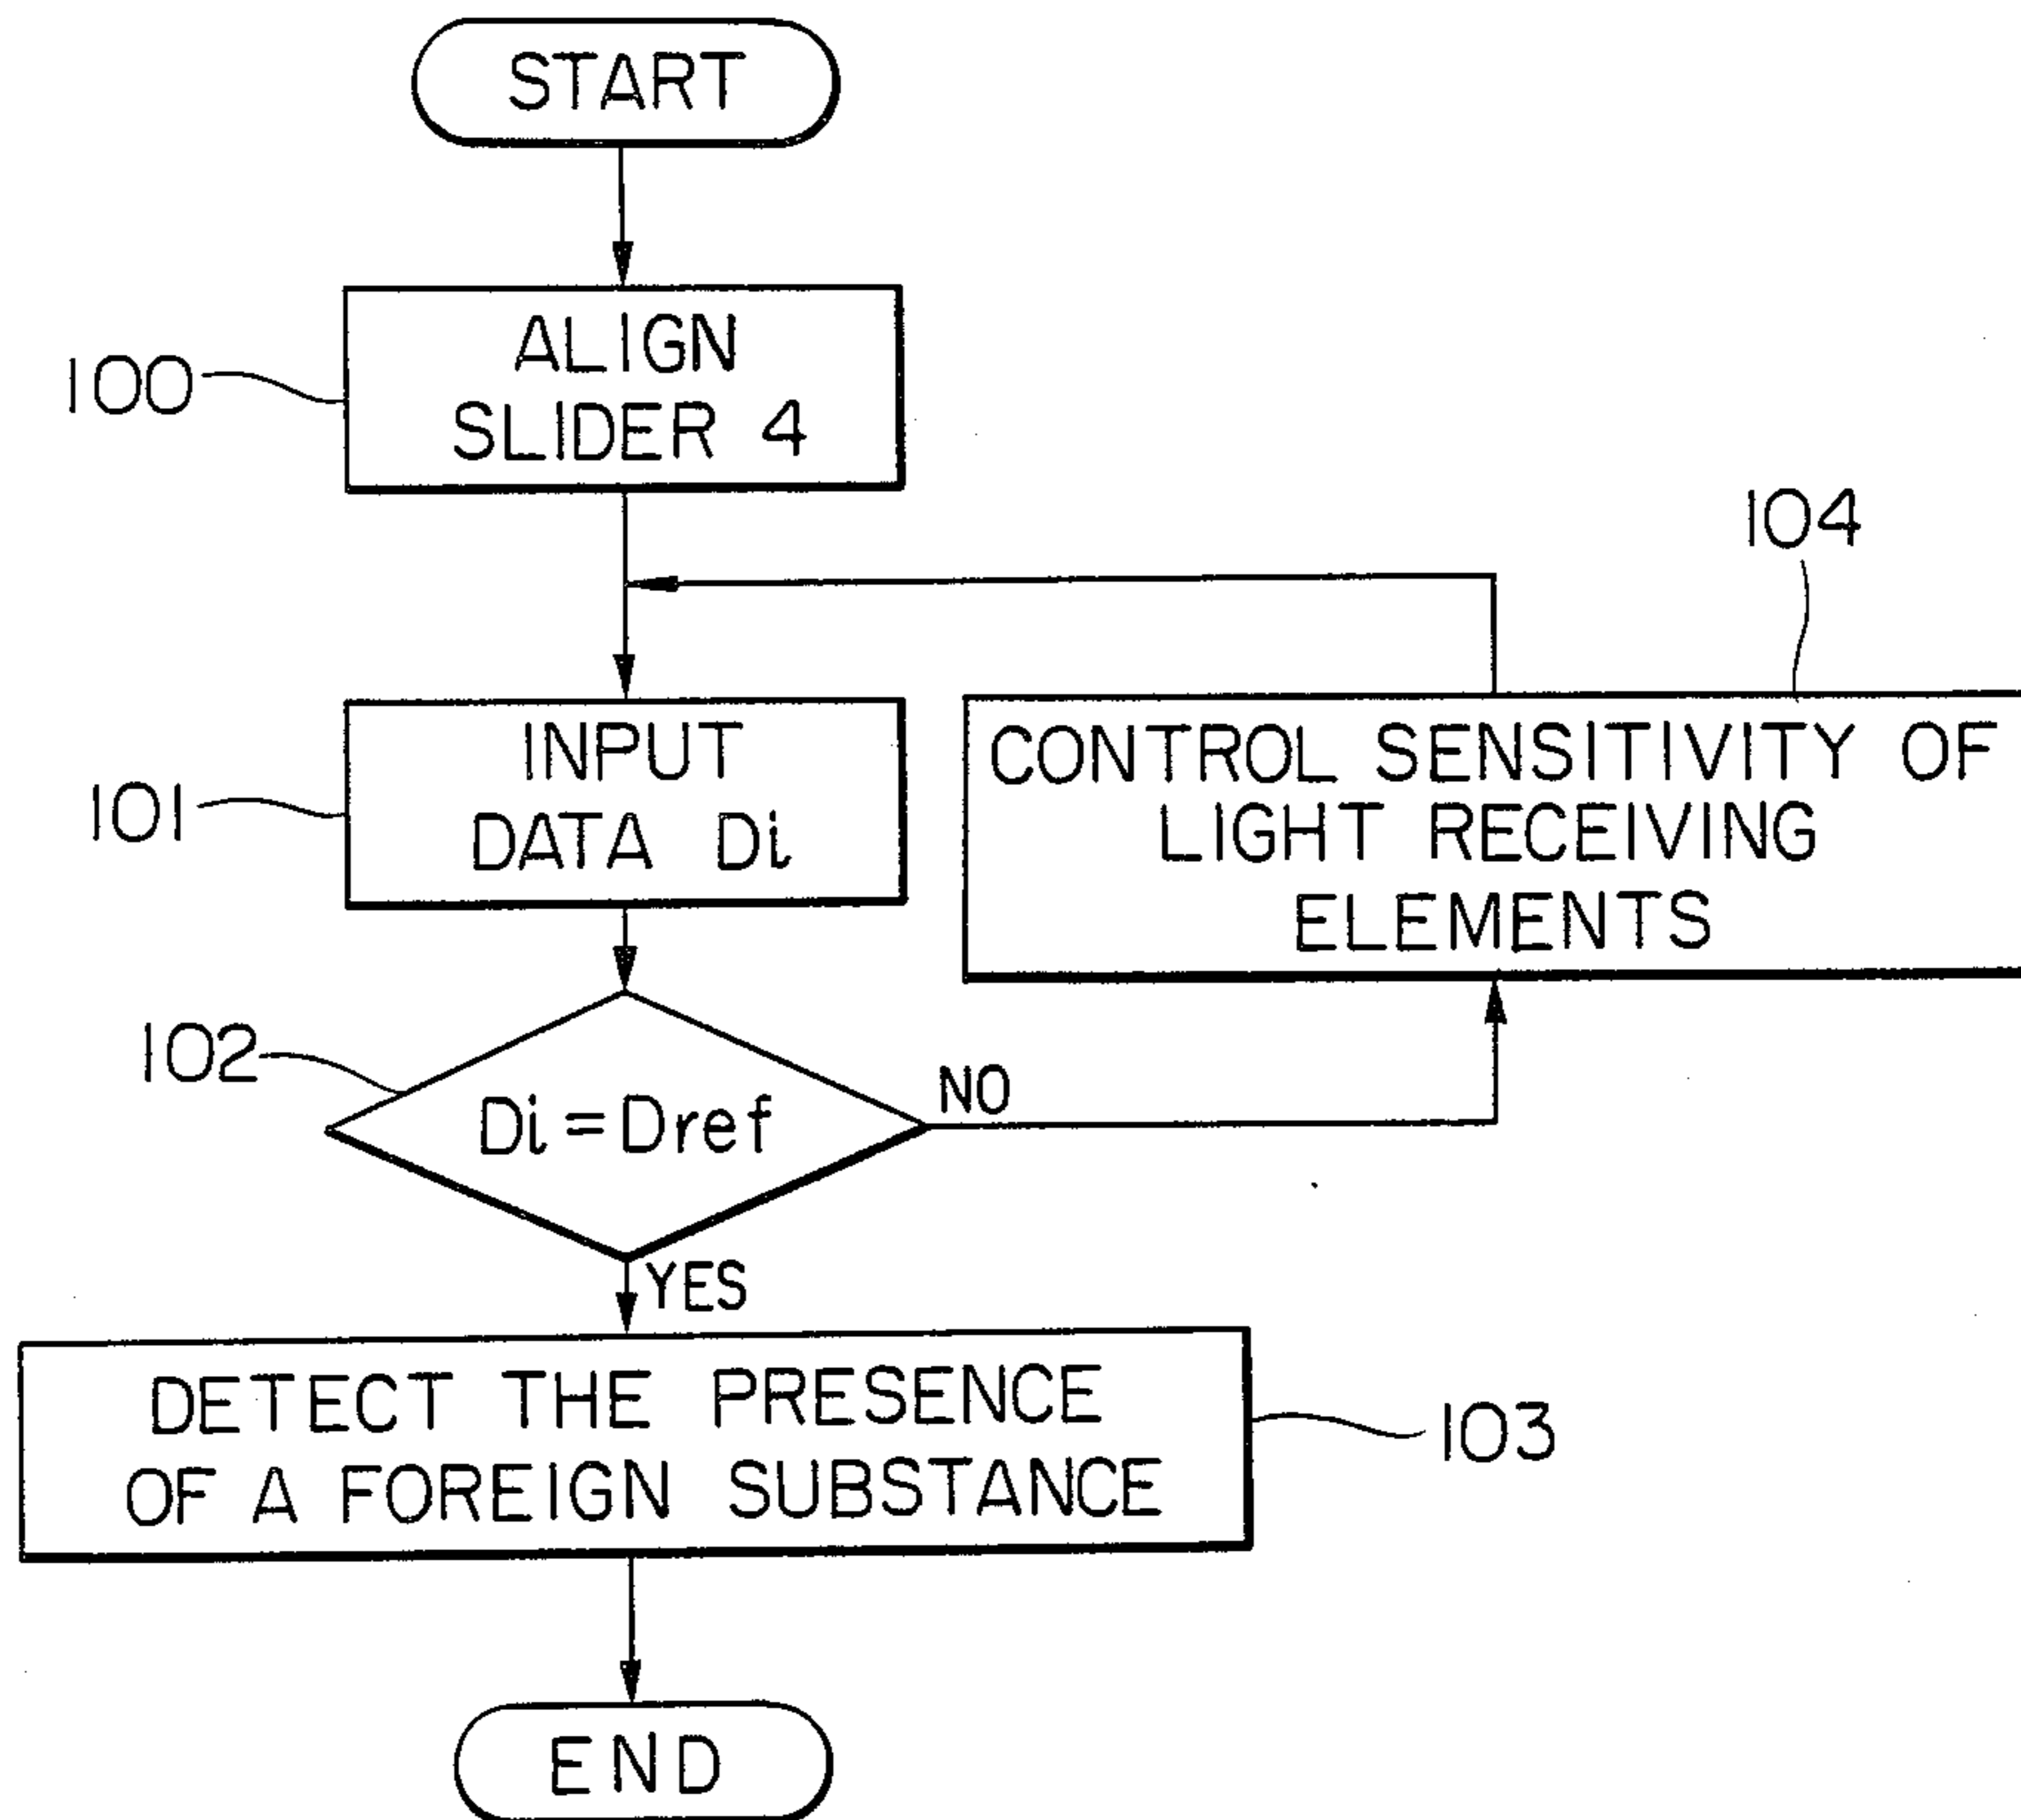 START
100
ALIGN
SLIDER 4
104
101
INPUT
DATA Di
CONTROL SENSITIVITY OF
LIGHT RECEIVING
ELEMENTS
102
Di = Dref
NO
YES
DETECT THE PRESENCE
OF A FOREIGN SUBSTANCE
103
END